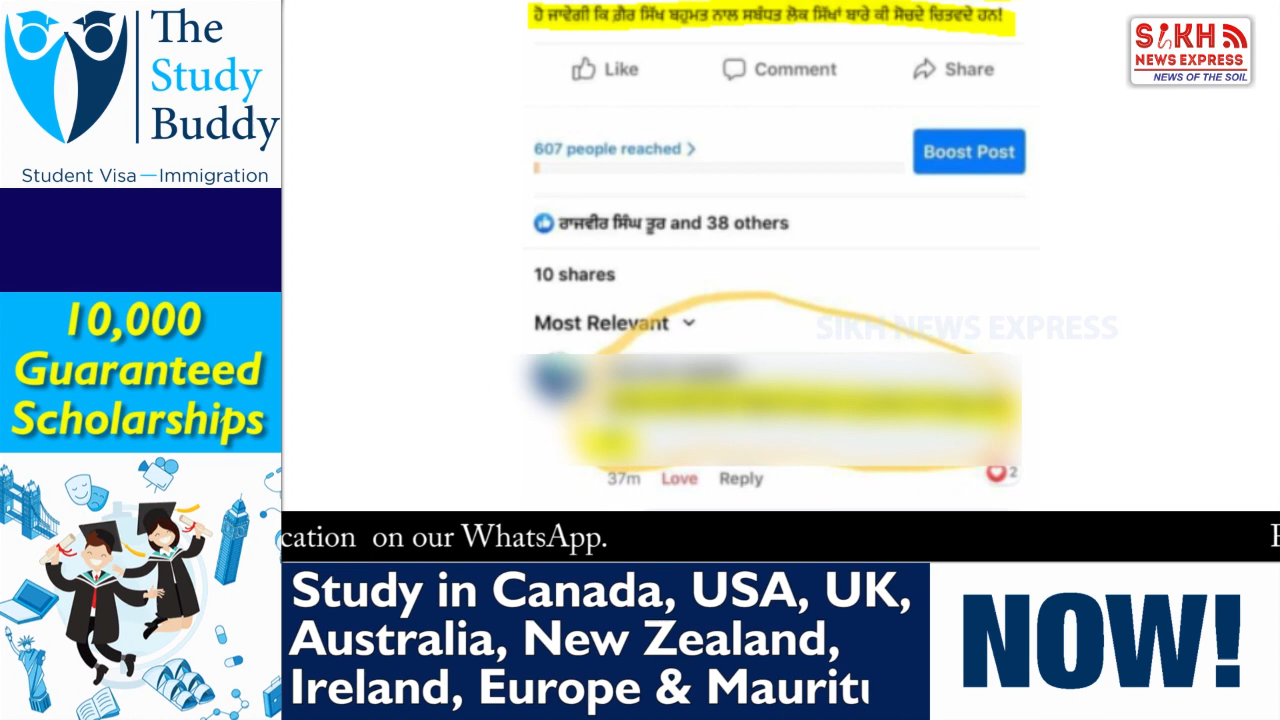 The
Study
Buddy
Student Visa—Immigration
10,000
Guaranteed
Scholarships
ਹੋ ਜਾਵੇਗੀ ਕਿ ਗ਼ੈਰ ਸਿੱਖ ਬਹੁਮਤ ਨਾਲ ਸਬੰਧਤ ਲੋਕ ਸਿੱਖਾਂ ਬਾਰੇ ਕੀ ਸੋਚਦੇ ਚਿਤਵਦੇ ਹਨ!
Like Comment Share
607 people reached
Boost Post
ਰਾਜਵੀਰ ਸਿੰਘ ਤੂਰ and 38 others
10 shares
Most Relevant
SIKH NEWS EXPRESS
37m Love Reply
2
SiKH
NEWS EXPRESS
NEWS OF THE SOIL
cation on our WhatsApp.
Study in Canada, USA, UK,
Australia, New Zealand,
Ireland, Europe & Mauritı
NOW!